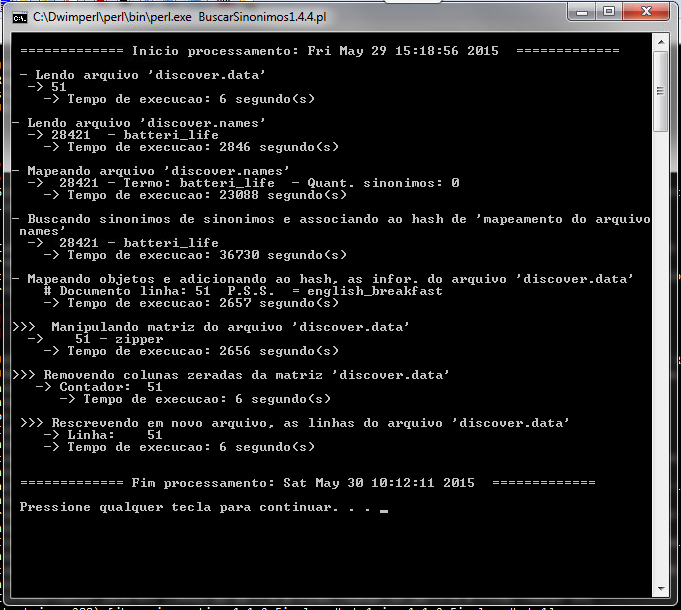 C:\Dwimperl\perl\bin\perl.exe BuscarSinonimos1.4.4.pl
============= Inicio processamento: Fri May 29 15:18:56 2015 =============
- Lendo arquivo 'discover.data'
-> 51
-> Tempo de execucao: 6 segundo(s)
- Lendo arquivo 'discover.names'
-> 28421 - batteri_life
-> Tempo de execucao: 2846 segundo(s)
- Mapeando arquivo 'discover.names'
-> 28421 - Termo: batteri_life - Quant. sinonimos: 0
-> Tempo de execucao: 23088 segundo(s)
- Buscando sinonimos de sinonimos e associando ao hash de 'mapeamento do arquivo
names'
-> 28421 - batteri_life
-> Tempo de execucao: 36730 segundo(s)
- Mapeando objetos e adicionando ao hash, as infor. do arquivo 'discover.data'
# Documento linha: 51 P.S.S. = english_breakfast
-> Tempo de execucao: 2657 segundo(s)
>>> Manipulando matriz do arquivo 'discover.data'
-> 51 - zipper
-> Tempo de execucao: 2656 segundo(s)
>>> Removendo colunas zeradas da matriz 'discover.data'
-> Contador: 51
-> Tempo de execucao: 6 segundo(s)
>>> Rescrevendo em novo arquivo, as linhas do arquivo 'discover.data'
-> Linha: 51
-> Tempo de execucao: 6 segundo(s)
============= Fim processamento: Sat May 30 10:12:11 2015 =============
Pressione qualquer tecla para continuar. . . _